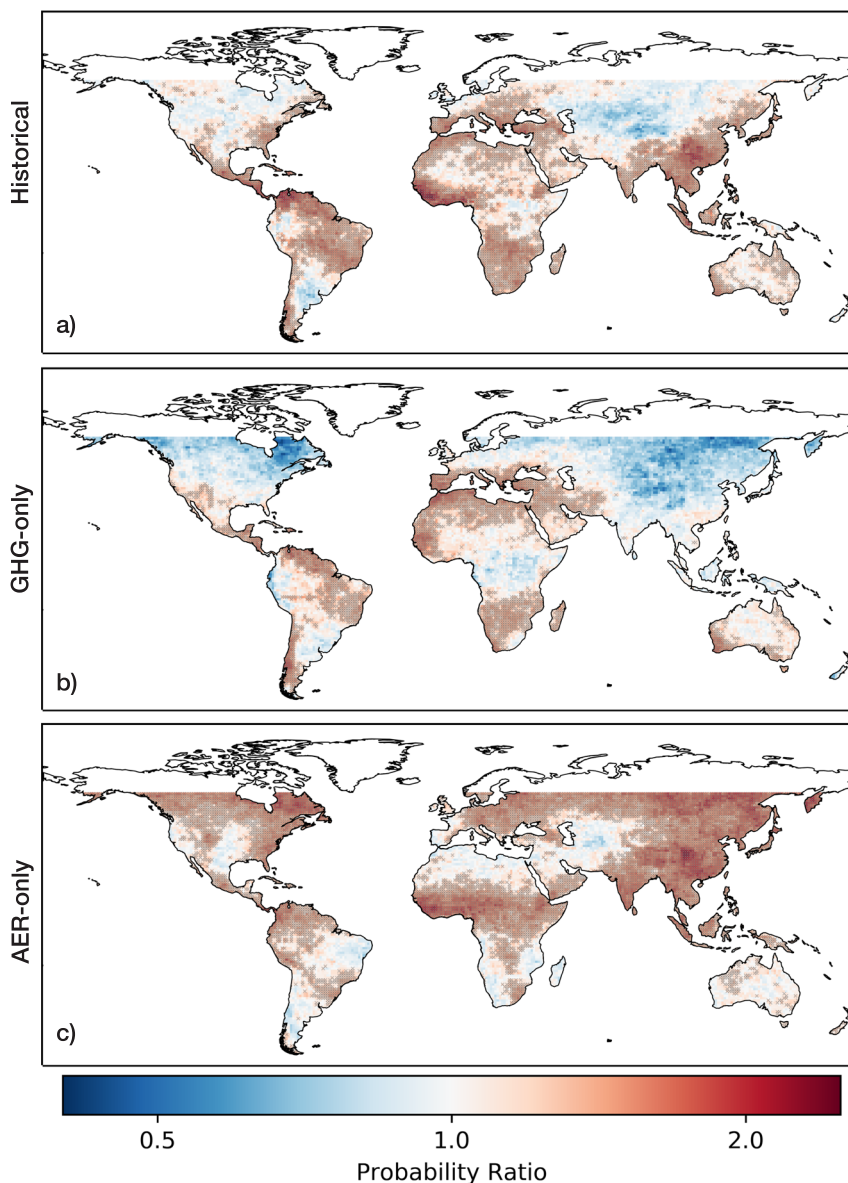 Historical
a)
GHG-only
b)
AER-only
c)
0.5 1.0 2.0
Probability Ratio